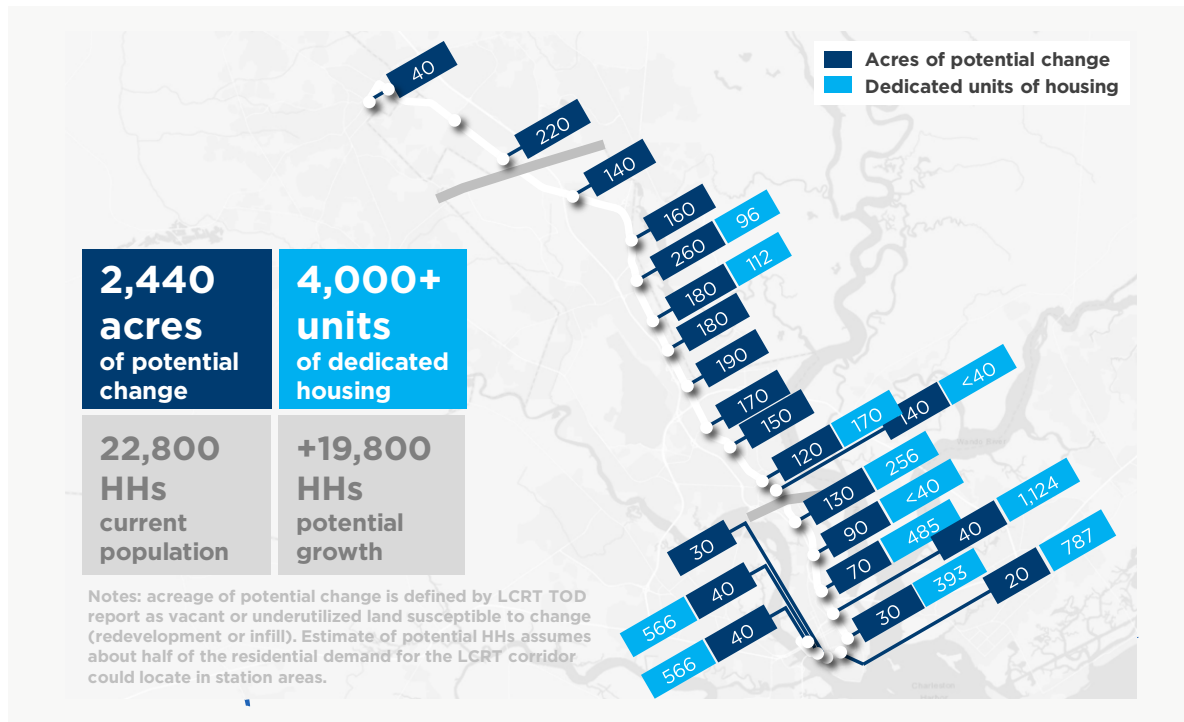 Acres of potential change
Dedicated units of housing
40
220
140
160
260 96
180 112
180
190
170
150
120 170
140 <40
130 256
90 <40
70 485
40 1,124
30 393
20 787
30
566 40
566 40
2,440
acres
of potential
change
4,000+
units
of dedicated
housing
22,800
HHs
current
population
+19,800
HHs
potential
growth
Notes: acreage of potential change is defined by LCRT TOD
report as vacant or underutilized land susceptible to change
(redevelopment or infill). Estimate of potential HHs assumes
about half of the residential demand for the LCRT corridor
could locate in station areas.